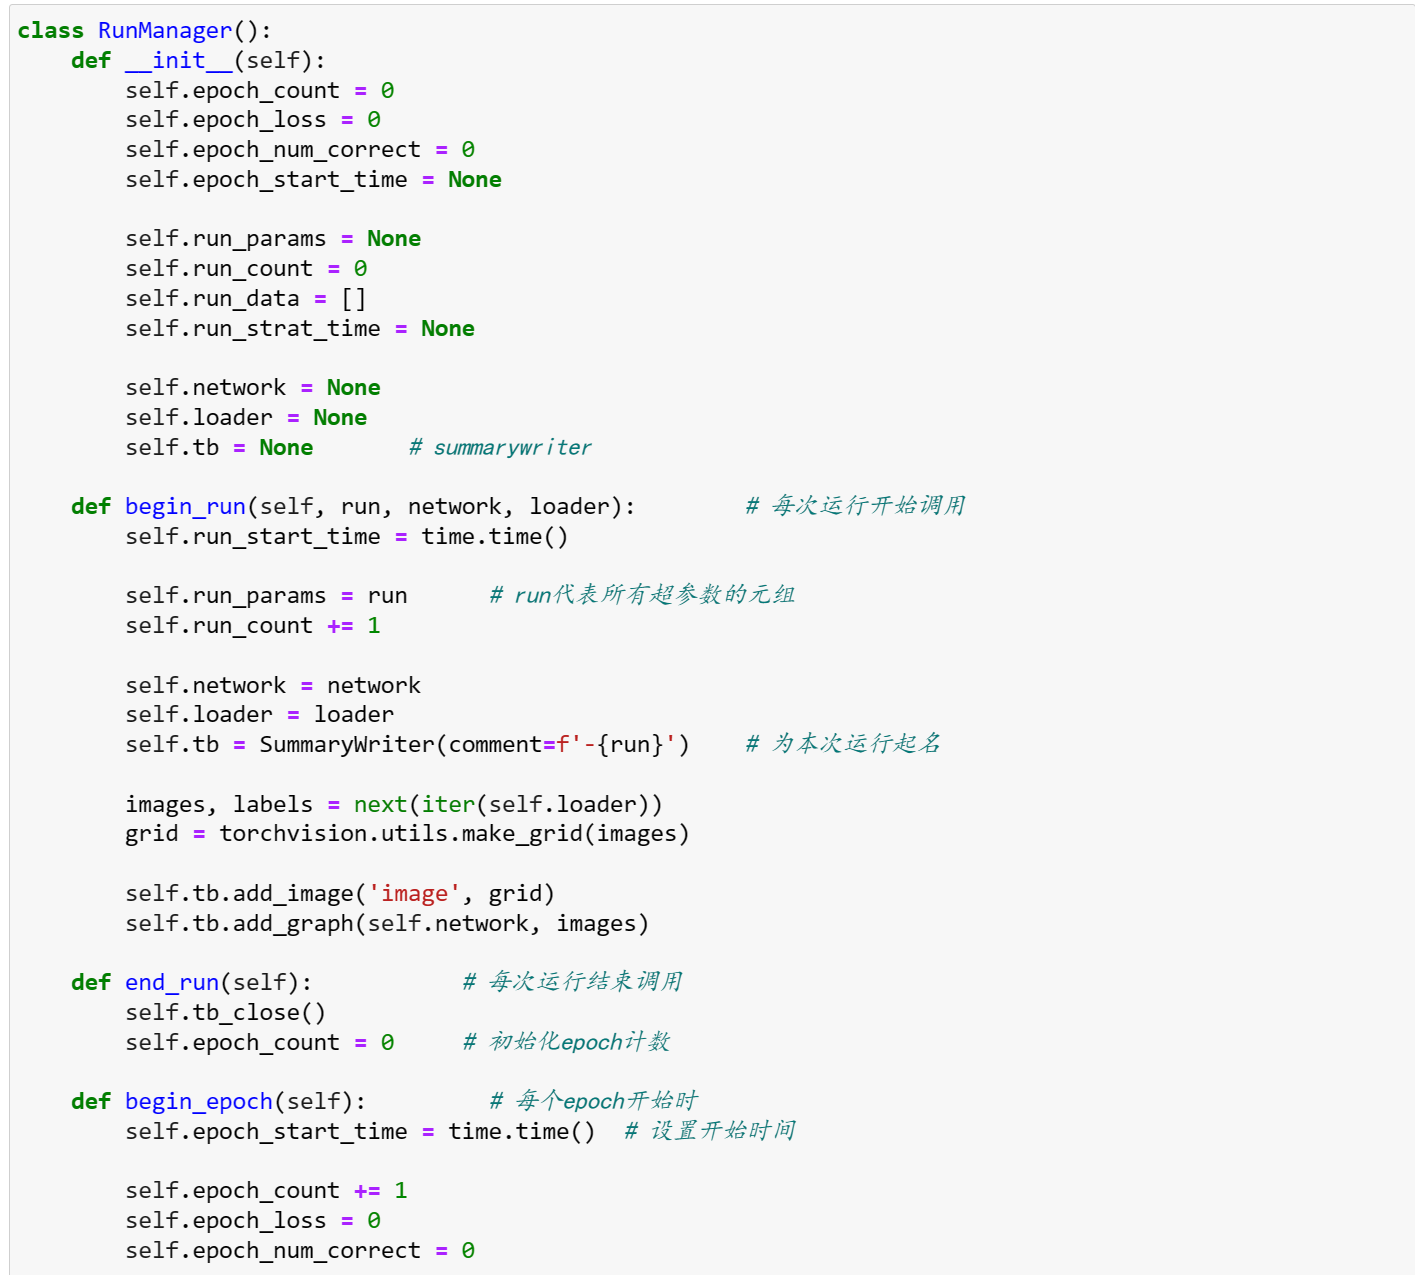 class RunManager():
    def __init__(self):
        self.epoch_count = 0
        self.epoch_loss = 0
        self.epoch_num_correct = 0
        self.epoch_start_time = None
        self.run_params = None
        self.run_count = 0
        self.run_data = []
        self.run_strat_time = None
        self.network = None
        self.loader = None
        self.tb = None       # summarywriter
    def begin_run(self, run, network, loader):        # 每次运行开始调用
        self.run_start_time = time.time()
        self.run_params = run      # run代表所有超参数的元组
        self.run_count += 1
        self.network = network
        self.loader = loader
        self.tb = SummaryWriter(comment=f'-{run}')    # 为本次运行起名
        images, labels = next(iter(self.loader))
        grid = torchvision.utils.make_grid(images)
        self.tb.add_image('image', grid)
        self.tb.add_graph(self.network, images)
    def end_run(self):           # 每次运行结束调用
        self.tb_close()
        self.epoch_count = 0     # 初始化epoch计数
    def begin_epoch(self):         # 每个epoch开始时
        self.epoch_start_time = time.time()  # 设置开始时间
        self.epoch_count += 1
        self.epoch_loss = 0
        self.epoch_num_correct = 0